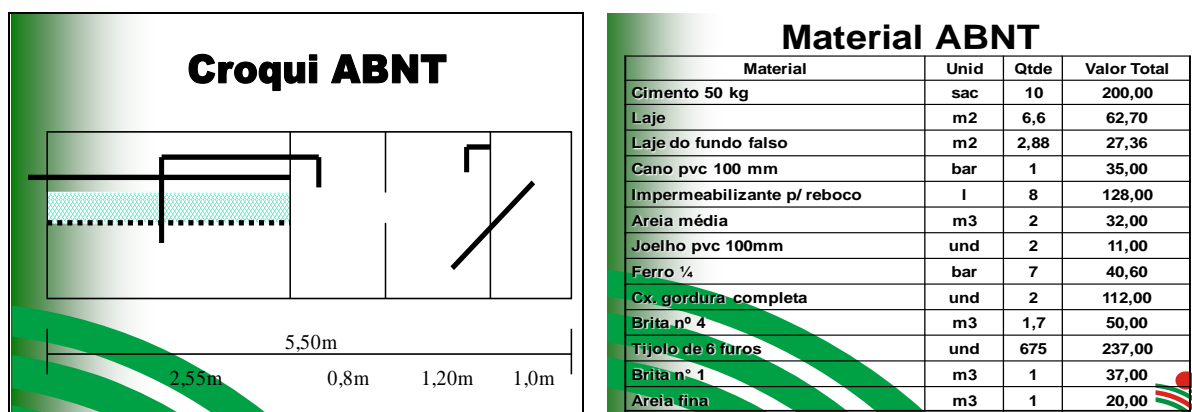 Croqui ABNT
5,50m
2,55m 0,8m 1,20m 1,0m
Material ABNT
Material Unid Qtde Valor Total
Cimento 50 kg sac 10 200,00
Laje m2 6,6 62,70
Laje do fundo falso m2 2,88 27,36
Cano pvc 100 mm bar 1 35,00
Impermeabilizante p/ reboco l 8 128,00
Areia média m3 2 32,00
Joelho pvc 100mm und 2 11,00
Ferro ¼ bar 7 40,60
Cx. gordura completa und 2 112,00
Brita nº 4 m3 1,7 50,00
Tijolo de 6 furos und 675 237,00
Brita n° 1 m3 1 37,00
Areia fina m3 1 20,00